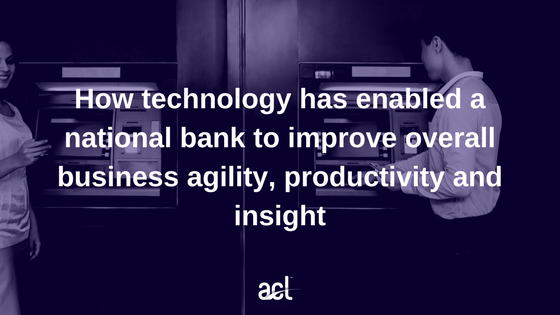 How technology has enabled a
national bank to improve overall
business agility, productivity and
insight
acl